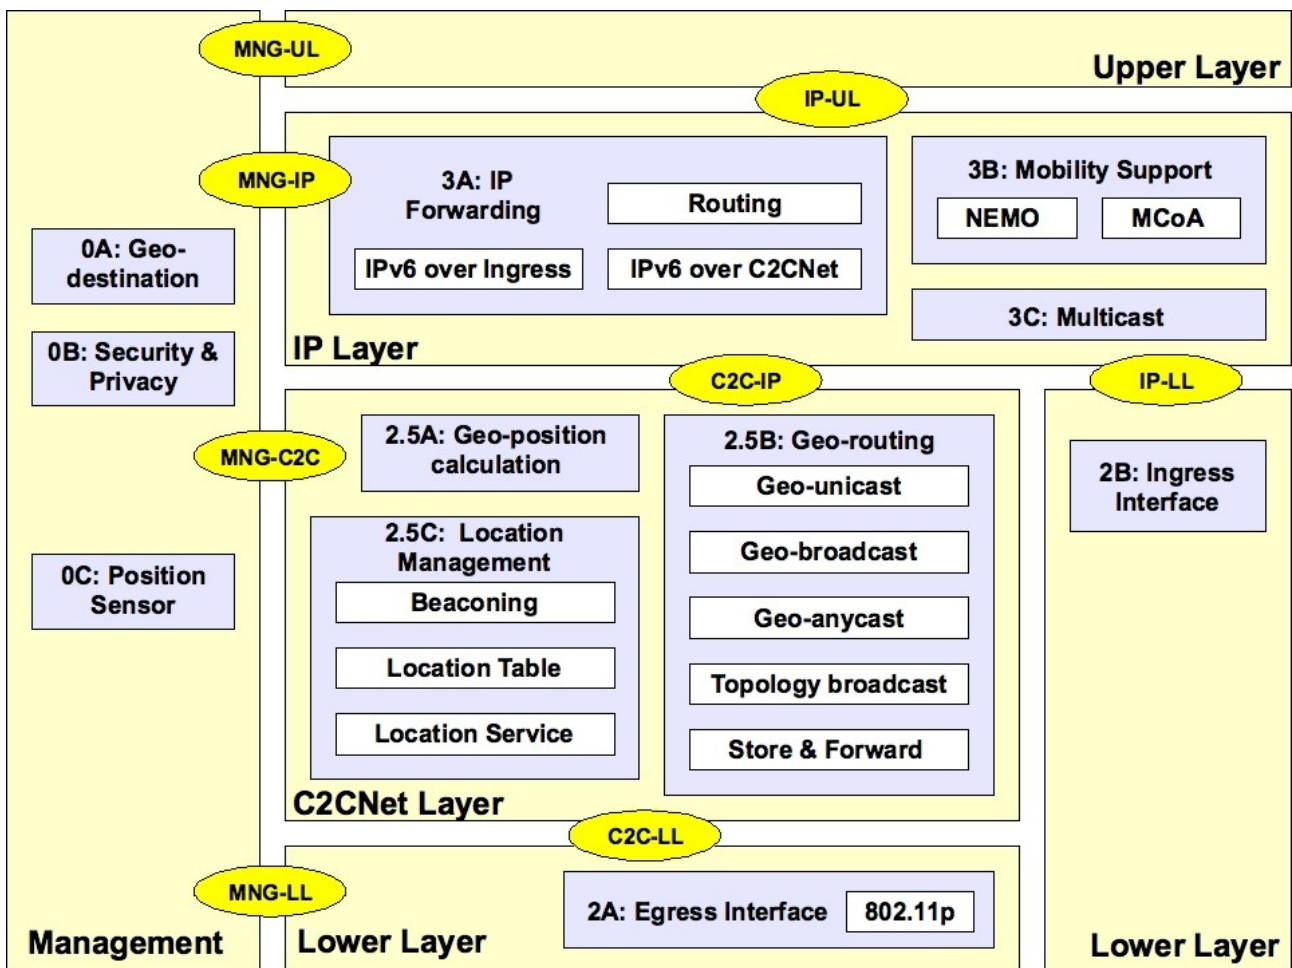 MNG-UL
Upper Layer
IP-UL
MNG-IP
3A: IP
Forwarding
Routing
IPv6 over Ingress
IPv6 over C2CNet
3B: Mobility Support
NEMO
MCoA
3C: Multicast
IP Layer
0A: Geo-
destination
0B: Security &
Privacy
0C: Position
Sensor
Management
C2C-IP
IP-LL
MNG-C2C
2.5A: Geo-position
calculation
2.5C: Location
Management
Beaconing
Location Table
Location Service
2.5B: Geo-routing
Geo-unicast
Geo-broadcast
Geo-anycast
Topology broadcast
Store & Forward
C2CNet Layer
2B: Ingress
Interface
Lower Layer
C2C-LL
MNG-LL
2A: Egress Interface
802.11p
Lower Layer